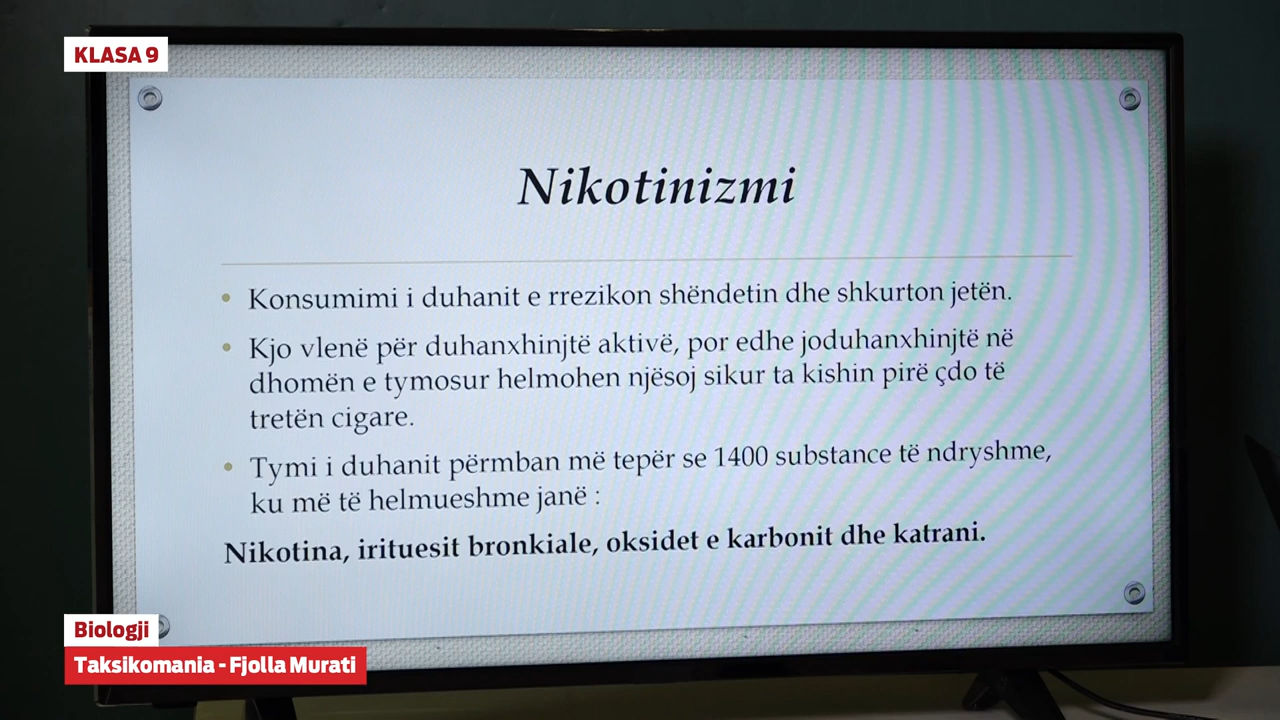 KLASA 9
Nikotinizmi
• Konsumimi i duhanit e rrezikon shëndetin dhe shkurton jetën.
• Kjo vlenë për duhanxhinjtë aktivë, por edhe joduhanxhinjtë në
dhomën e tymosur helmohen njësoj sikur ta kishin pirë çdo të
tretën cigare.
• Tymi i duhanit përmban më tepër se 1400 substance të ndryshme,
ku më të helmueshme janë :
Nikotina, irituesit bronkiale, oksidet e karbonit dhe katrani.
Biologji
Taksikomania - Fjolla Murati